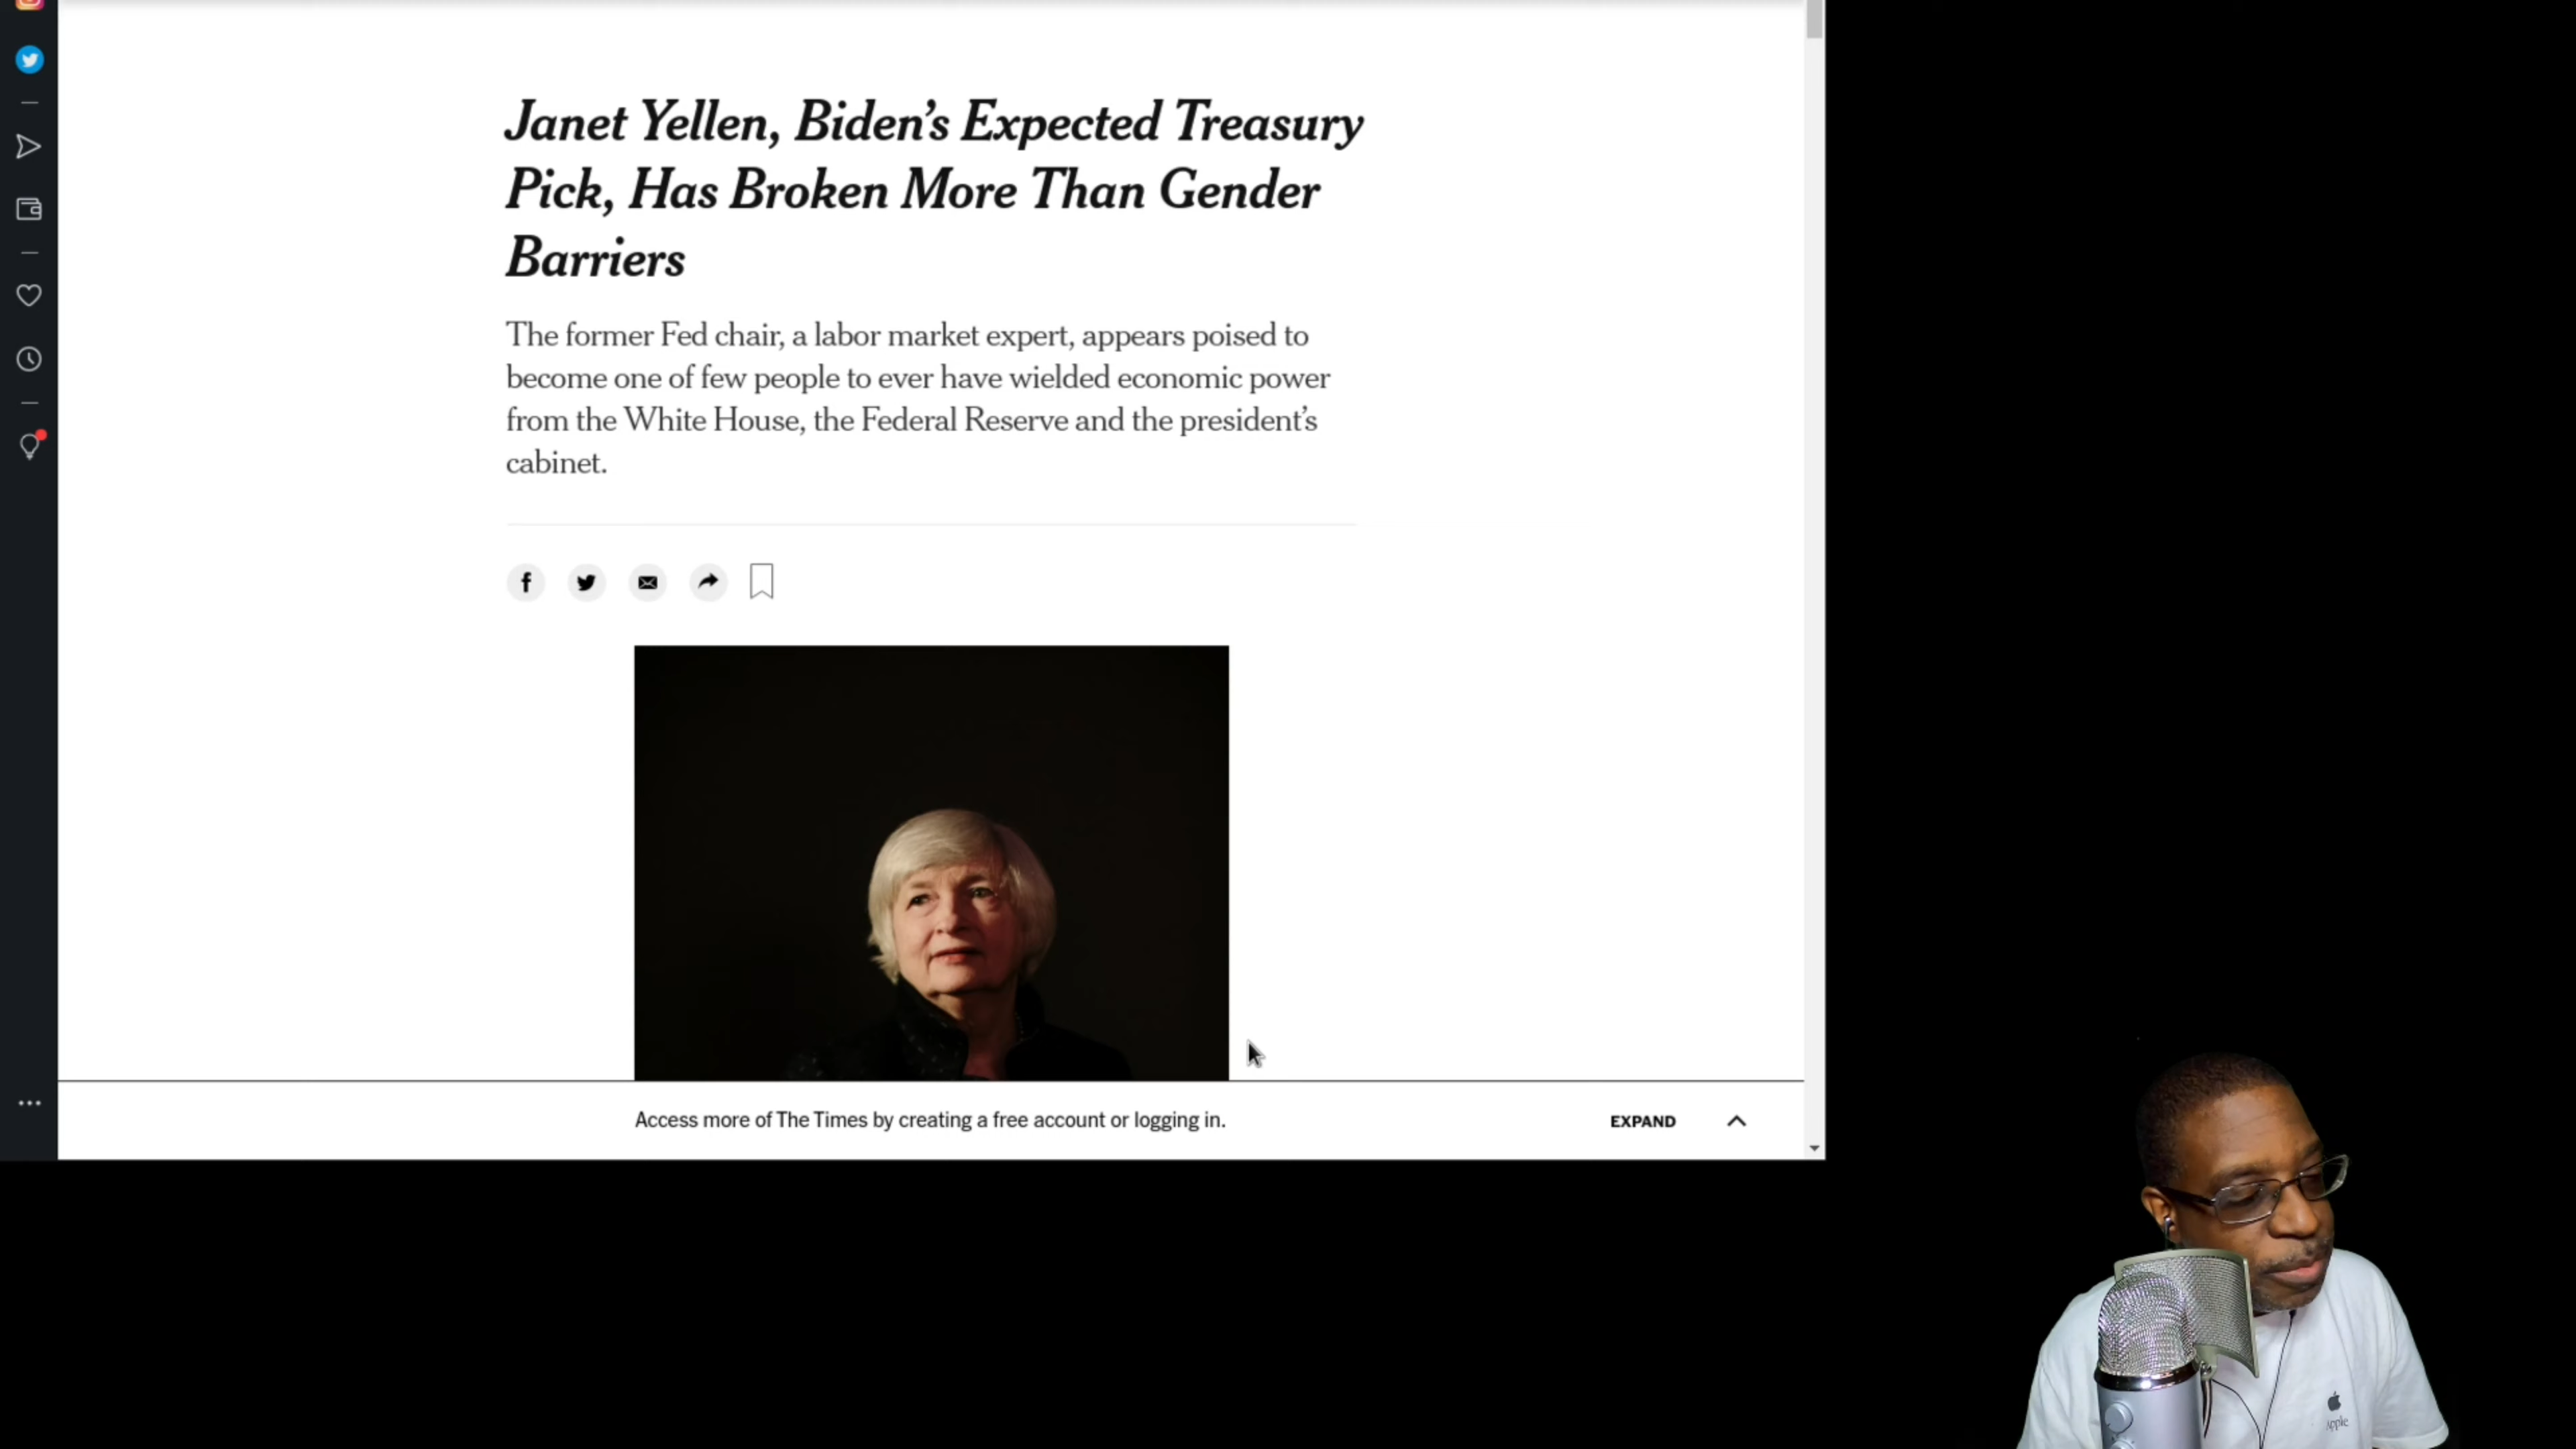 Janet Yellen, Biden’s Expected Treasury
Pick, Has Broken More Than Gender
Barriers
The former Fed chair, a labor market expert, appears poised to
become one of few people to ever have wielded economic power
from the White House, the Federal Reserve and the president’s
cabinet.
Access more of The Times by creating a free account or logging in.
EXPAND
Apple